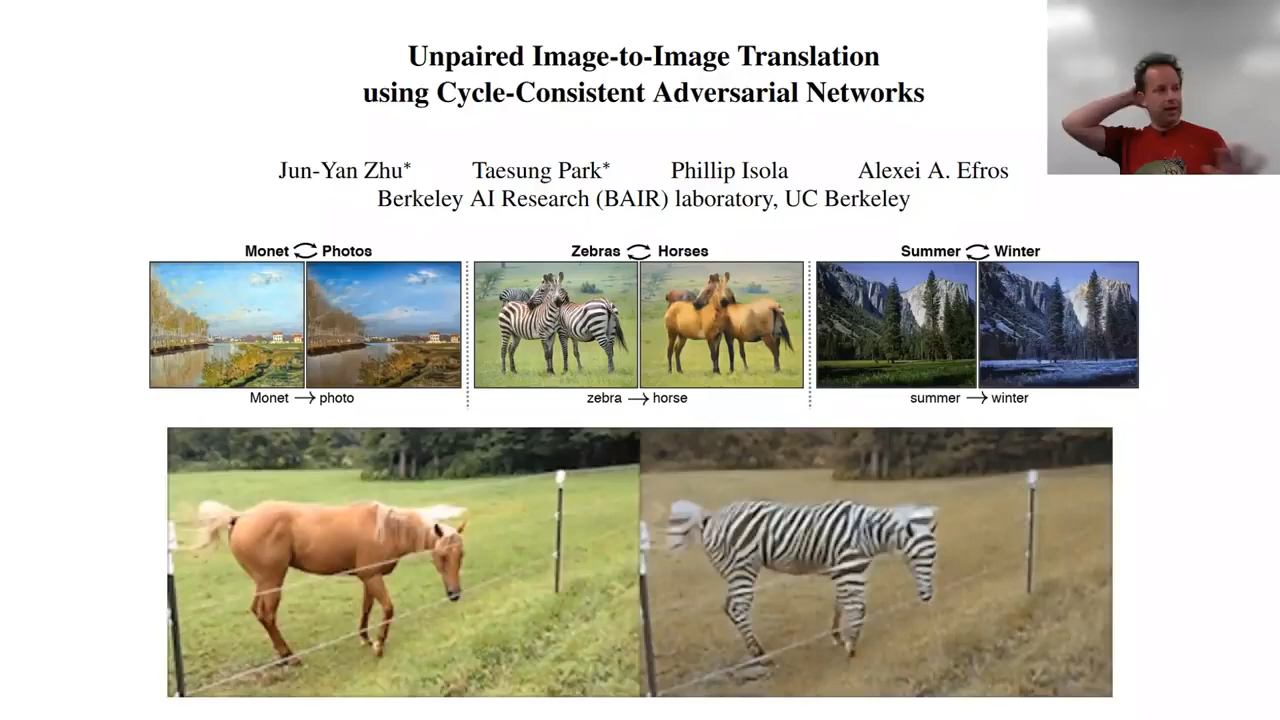 Unpaired Image-to-Image Translation
using Cycle-Consistent Adversarial Networks
Jun-Yan Zhu* Taesung Park* Phillip Isola Alexei A. Efros
Berkeley AI Research (BAIR) laboratory, UC Berkeley
Monet Photos
Zebras Horses
Summer Winter
Monet → photo
zebra → horse
summer → winter